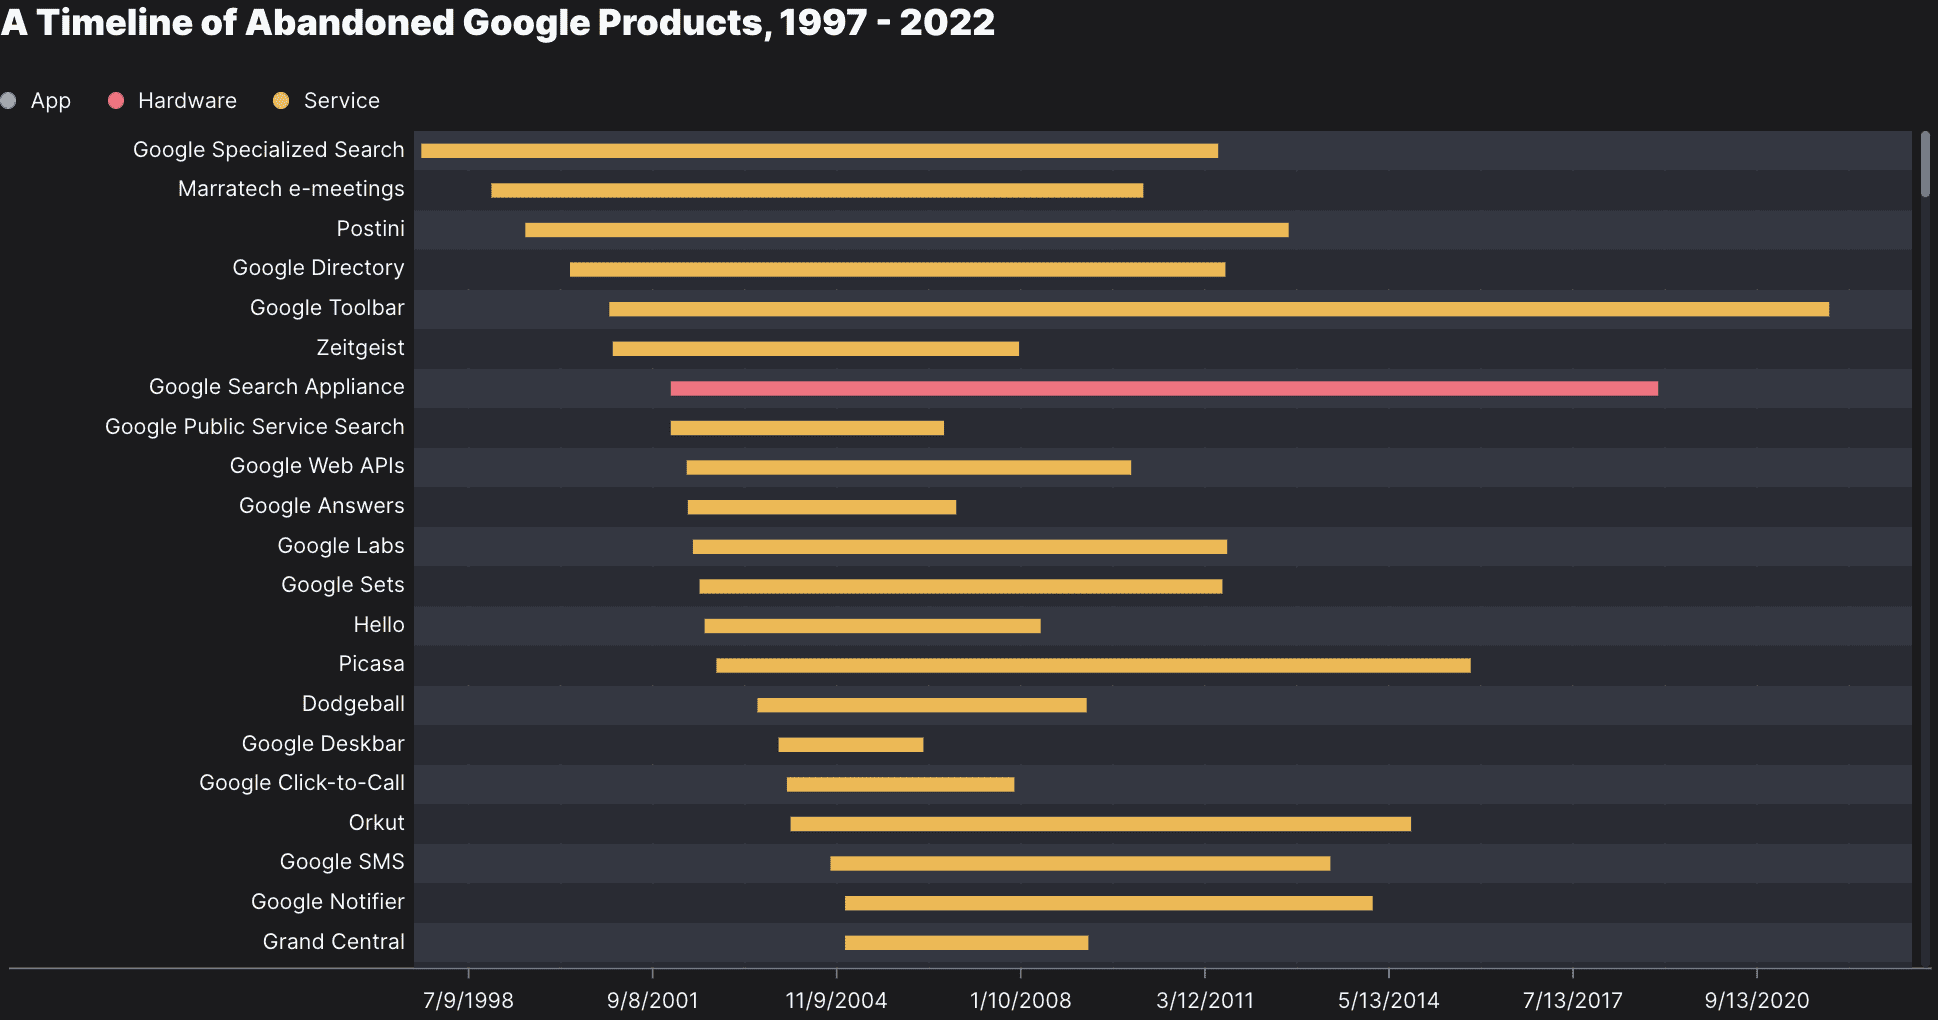 A Timeline of Abandoned Google Products, 1997 - 2022
App Hardware Service
Google Specialized Search
Marratech e-meetings
Postini
Google Directory
Google Toolbar
Zeitgeist
Google Search Appliance
Google Public Service Search
Google Web APIs
Google Answers
Google Labs
Google Sets
Hello
Picasa
Dodgeball
Google Deskbar
Google Click-to-Call
Orkut
Google SMS
Google Notifier
Grand Central
7/9/1998 9/8/2001 11/9/2004 1/10/2008 3/12/2011 5/13/2014 7/13/2017 9/13/2020